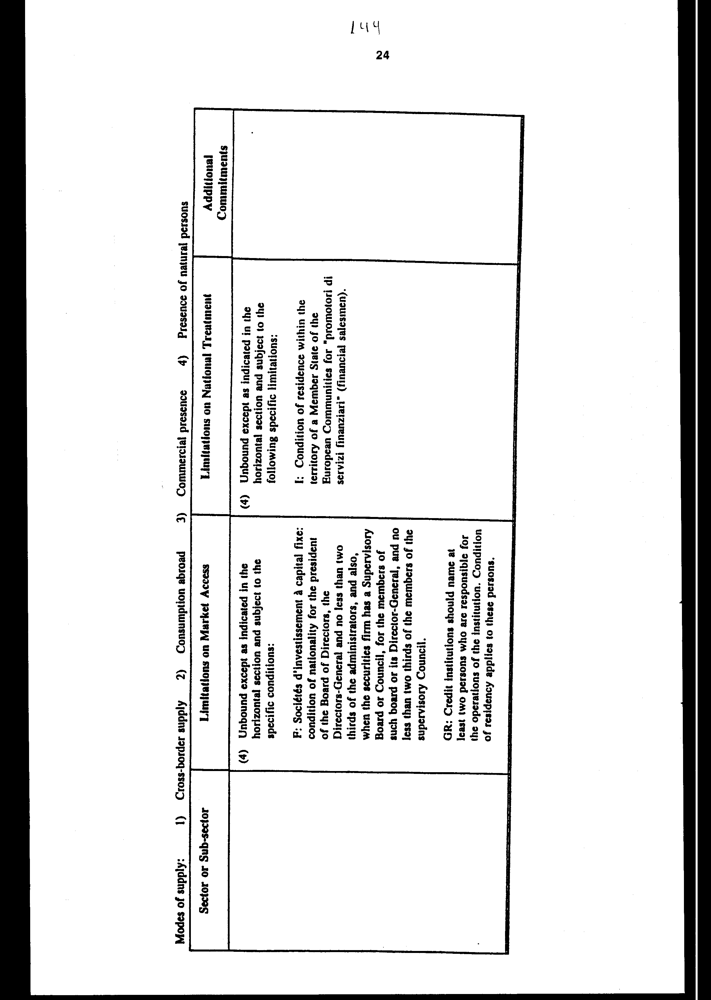 144
24
Modes of supply: 1) Cross-border supply 2) Consumption abroad 3) Commercial presence 4) Presence of natural persons
Sector or Sub-sector
Limitations on Market Access
Limitations on National Treatment
Additional
Commitments
(4) Unbound except as indicated in the
horizontal section and subject to the
specific conditions:
F: Sociétés d'investissement à capital fixe:
condition of nationality for the president
of the Board of Directors, the
Directors-General and no less than two
thirds of the administrators, and also,
when the securities firm has a Supervisory
Board or Council, for the members of
such board or its Director-General, and no
less than two thirds of the members of the
supervisory Council.
GR: Credit institutions should name at
least two persons who are responsible for
the operations of the institution. Condition
of residency applies to these persons.
(4) Unbound except as indicated in the
horizontal section and subject to the
following specific limitations:
I: Condition of residence within the
territory of a Member State of the
European Communities for "promotori di
servizi finanziari" (financial salesmen).